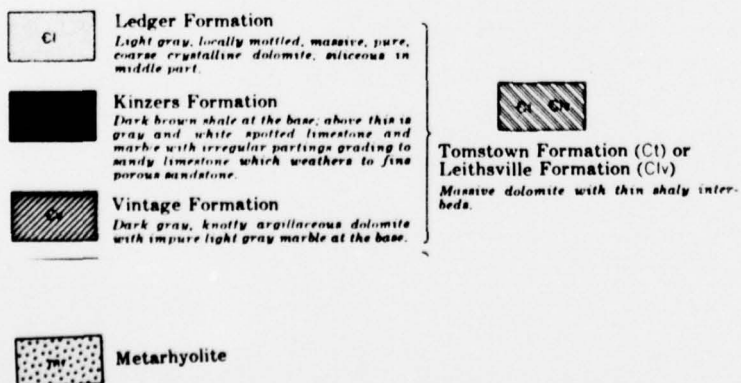 Ledger Formation
Єl
Light gray, locally mottled, massive, pure,
coarse crystalline dolomite, siliceous in
middle part.
Kinzers Formation
Dark brown shale at the base; above this is
gray and white spotted limestone and
marble with irregular partings grading to
sandy limestone which weathers to fine
porous sandstone.
Vintage Formation
Dark gray, knotty argillaceous dolomite
with impure light gray marble at the base.
Tomstown Formation (Ct) or
Leithsville Formation (Clv)
Massive dolomite with thin shaly inter-
beds.
Metarhyolite